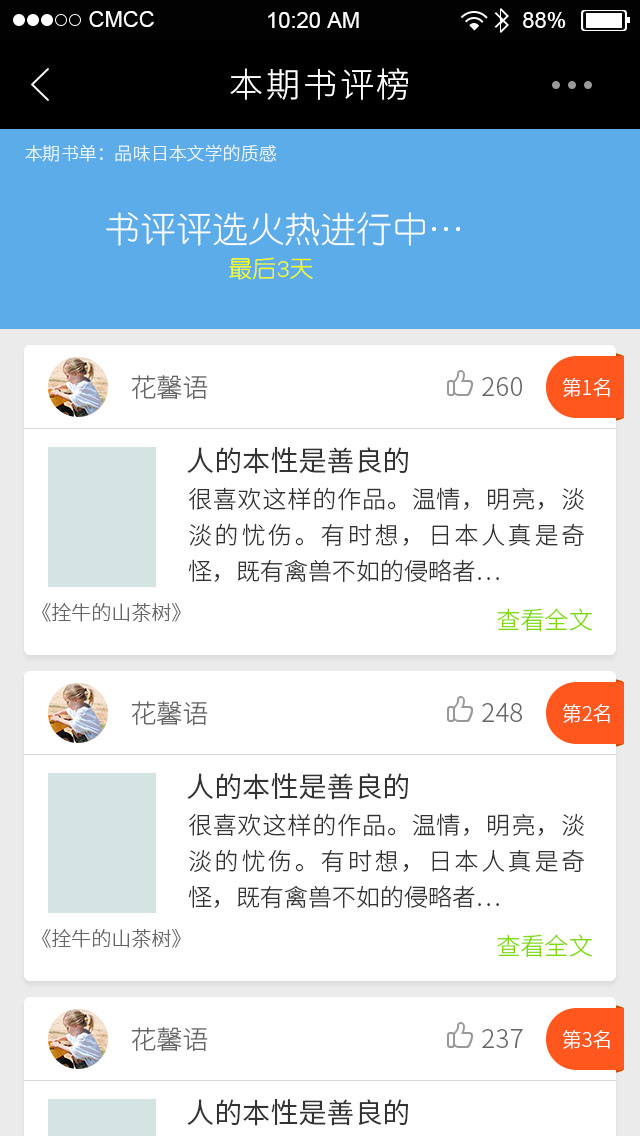 CMCC 10:20 AM 88%
本期书评榜
本期书单：品味日本文学的质感
书评评选火热进行中…
最后3天
花馨语 260 第1名
人的本性是善良的
很喜欢这样的作品。温情，明亮，淡
淡的忧伤。有时想，日本人真是奇
怪，既有禽兽不如的侵略者…
《拴牛的山茶树》
查看全文
花馨语 248 第2名
人的本性是善良的
很喜欢这样的作品。温情，明亮，淡
淡的忧伤。有时想，日本人真是奇
怪，既有禽兽不如的侵略者…
《拴牛的山茶树》
查看全文
花馨语 237 第3名
人的本性是善良的